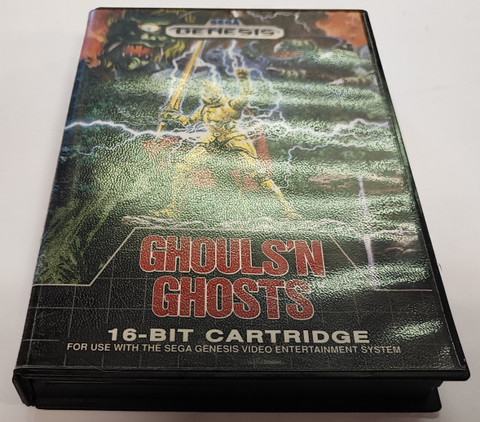 SEGA
GENESIS
GHOULS'N
GHOSTS
16-BIT CARTRIDGE
FOR USE WITH THE SEGA GENESIS VIDEO ENTERTAINMENT SYSTEM